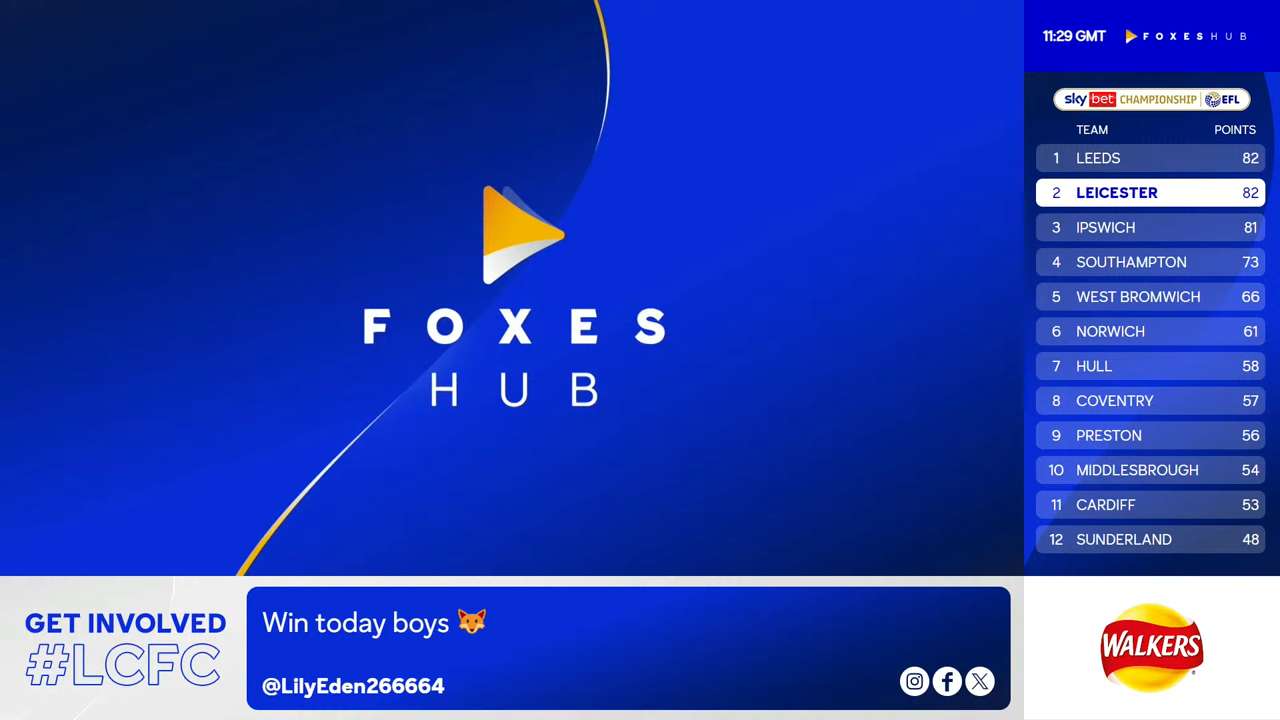 FOXES
HUB
11:29 GMT FOXES HUB
sky bet CHAMPIONSHIP EFL
TEAM POINTS
1 LEEDS 82
2 LEICESTER 82
3 IPSWICH 81
4 SOUTHAMPTON 73
5 WEST BROMWICH 66
6 NORWICH 61
7 HULL 58
8 COVENTRY 57
9 PRESTON 56
10 MIDDLESBROUGH 54
11 CARDIFF 53
12 SUNDERLAND 48
GET INVOLVED
#LCFC
Win today boys 🦊
@LilyEden266664
WALKERS